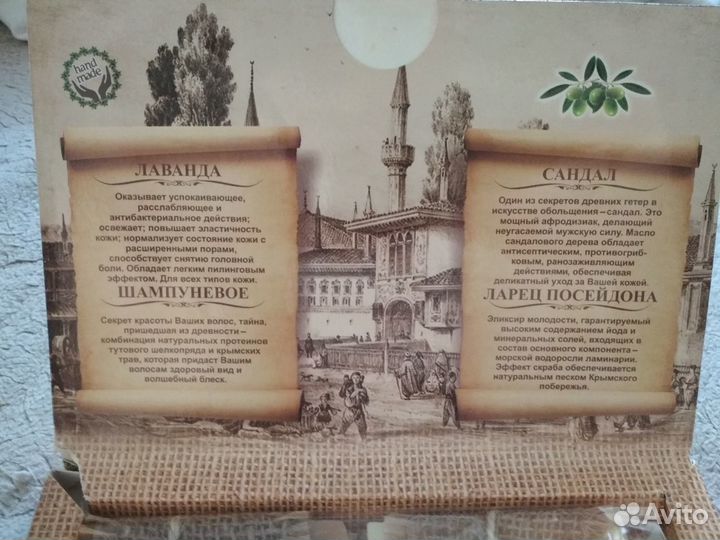 hand
made
ЛАВАНДА
Оказывает успокаивающее,
расслабляющее и
антибактериальное действия;
освежает; повышает эластичность
кожи; нормализует состояние кожи с
расширенными порами,
способствует снятию головной
боли. Обладает легким пилинговым
эффектом. Для всех типов кожи.
ШАМПУНЕВОЕ
Секрет красоты Ваших волос, тайна,
пришедшая из древности–
комбинация натуральных протеинов
тутового шелкопряда и крымских
трав, которая придаст Вашим
волосам здоровый вид и
волшебный блеск.
САНДАЛ
Один из секретов древних гетер в
искусстве обольщения–сандал. Это
мощный афродизиак, делающий
неугасаемой мужскую силу. Масло
сандалового дерева обладает
антисептическим, противогриб-
ковым, ранозаживляющим
действиями, обеспечивая
деликатный уход за Вашей кожей.
ЛАРЕЦ ПОСЕЙДОНА
Эликсир молодости, гарантируемый
высоким содержанием йода и
минеральных солей, входящих в
состав основного компонента–
морской водоросли ламинарии.
Эффект скраба обеспечивается
натуральным песком Крымского
побережья.
Avito